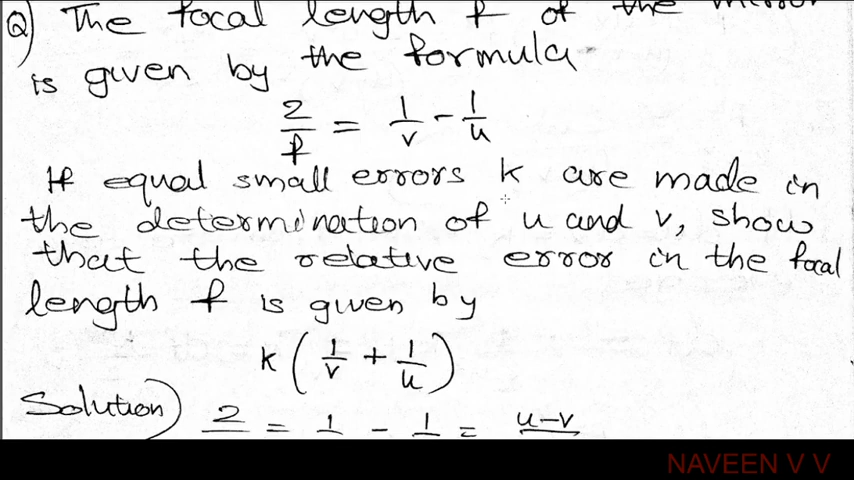 Q) The focal length f of the mirror
is given by the formula
2/f = 1/v - 1/u
If equal small errors k are made in
the determination of u and v, show
that the relative error in the focal
length f is given by
k(1/v + 1/u)
Solution) 2 = 1 - 1 = u-v
NAVEEN V V